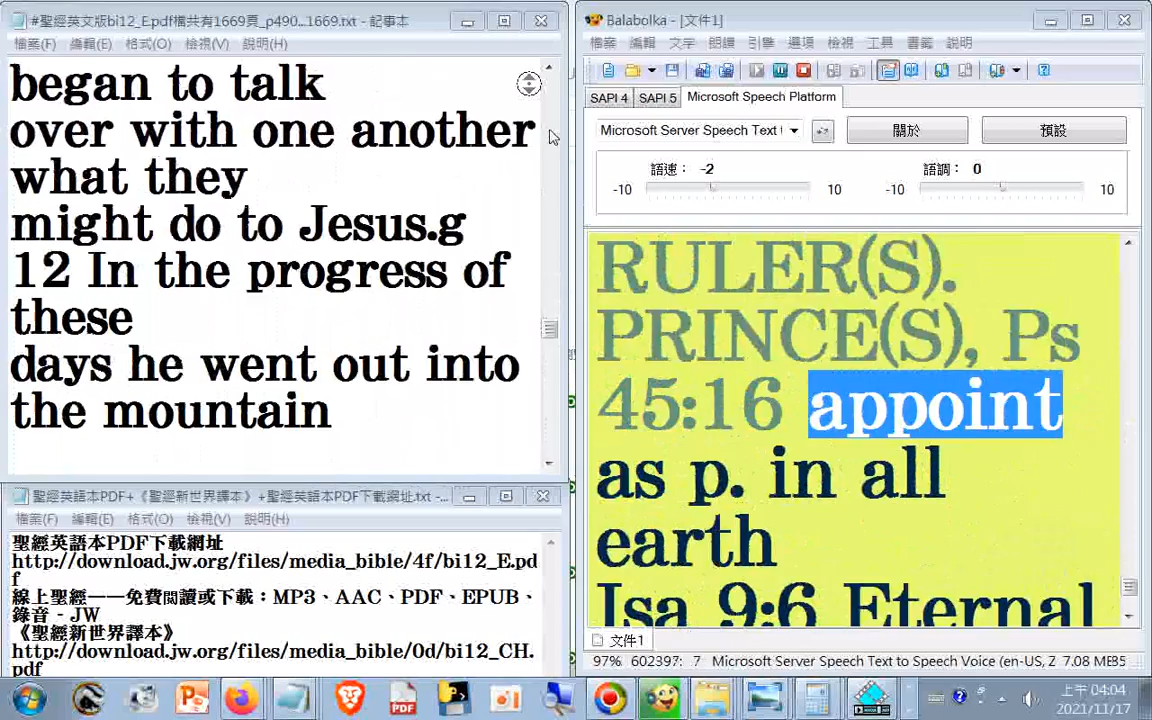 #聖經英文版bi12_E.pdf檔共有1669頁_p490...1669.txt - 記事本
檔案(F) 編輯(E) 格式(O) 檢視(V) 說明(H)
began to talk
over with one another
what they
might do to Jesus.g
12 In the progress of
these
days he went out into
the mountain
聖經英語本PDF+《聖經新世界譯本》+聖經英語本PDF下載網址.txt -...
檔案(F) 編輯(E) 格式(O) 檢視(V) 說明(H)
聖經英語本PDF下載網址
http://download.jw.org/files/media_bible/4f/bi12_E.pd
f
線上聖經——免費閱讀或下載：MP3、AAC、PDF、EPUB、
錄音 - JW
《聖經新世界譯本》
http://download.jw.org/files/media_bible/0d/bi12_CH.
pdf
Balabolka - [文件1]
檔案 編輯 文字 朗讀 引擎 選項 檢視 工具 書籤 說明
SAPI 4 SAPI 5 Microsoft Speech Platform
Microsoft Server Speech Text 關於 預設
語速： -2 語調： 0
-10 10 -10 10
RULER(S).
PRINCE(S), Ps
45:16 appoint
as p. in all
earth
Isa 9:6 Eternal
文件1
97% 602397: 7 Microsoft Server Speech Text to Speech Voice (en-US, Z 7.08 MB
上午 04:04
2021/11/17